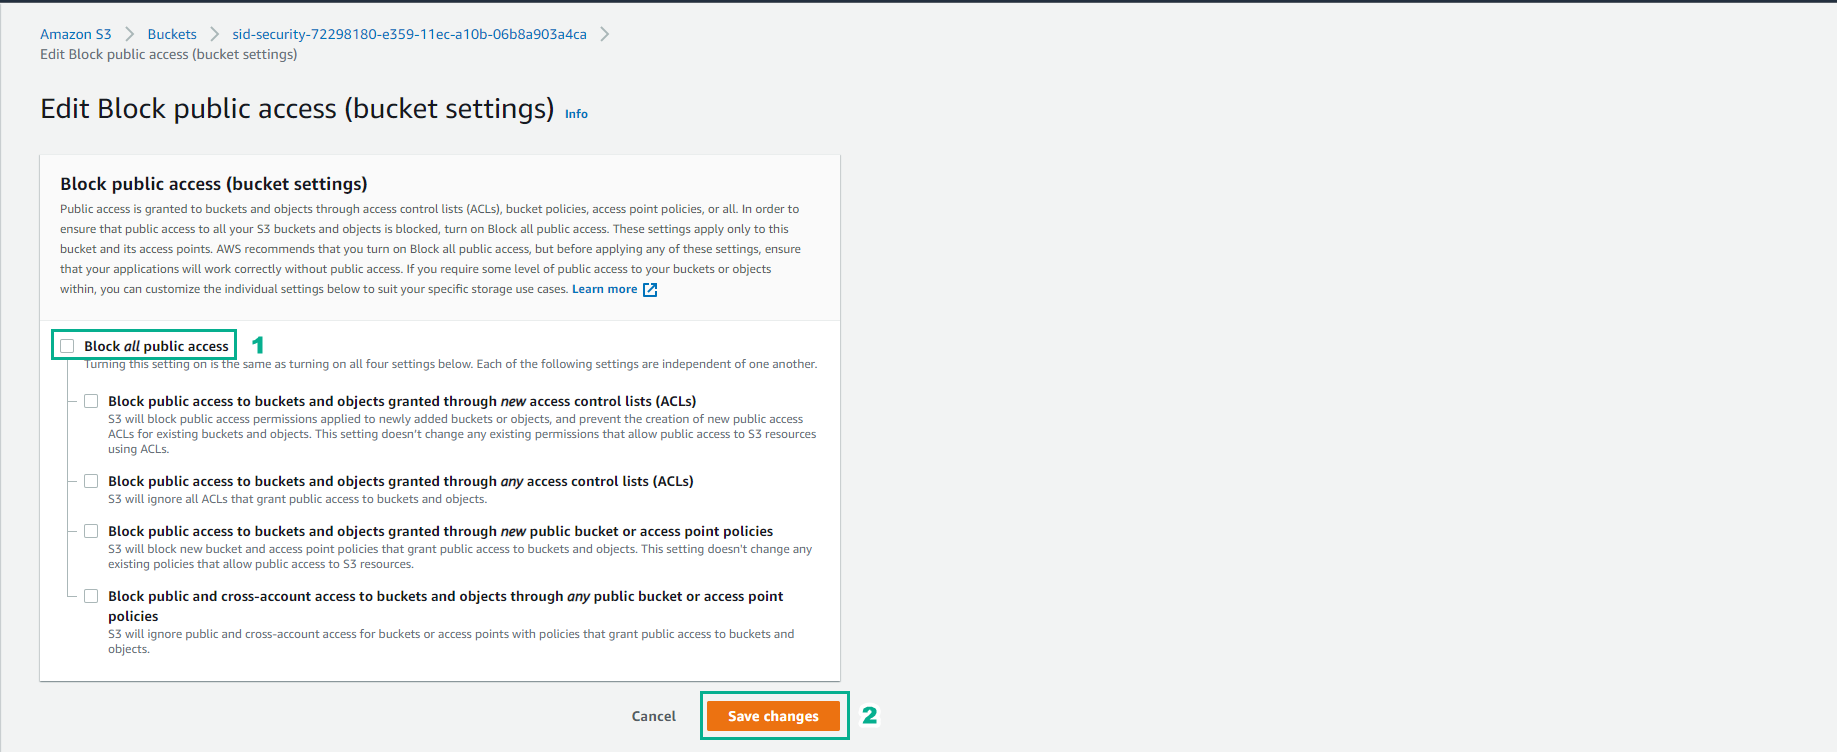 Amazon S3 > Buckets > sid-security-72298180-e359-11ec-a10b-06b8a903a4ca >
Edit Block public access (bucket settings)
Edit Block public access (bucket settings) Info
Block public access (bucket settings)
Public access is granted to buckets and objects through access control lists (ACLs), bucket policies, access point policies, or all. In order to
ensure that public access to all your S3 buckets and objects is blocked, turn on Block all public access. These settings apply only to this
bucket and its access points. AWS recommends that you turn on Block all public access, but before applying any of these settings, ensure
that your applications will work correctly without public access. If you require some level of public access to your buckets or objects
within, you can customize the individual settings below to suit your specific storage use cases. Learn more
Block all public access 1
Turning this setting on is the same as turning on all four settings below. Each of the following settings are independent of one another.
Block public access to buckets and objects granted through new access control lists (ACLs)
S3 will block public access permissions applied to newly added buckets or objects, and prevent the creation of new public access
ACLs for existing buckets and objects. This setting doesn't change any existing permissions that allow public access to S3 resources
using ACLs.
Block public access to buckets and objects granted through any access control lists (ACLs)
S3 will ignore all ACLs that grant public access to buckets and objects.
Block public access to buckets and objects granted through new public bucket or access point policies
S3 will block new bucket and access point policies that grant public access to buckets and objects. This setting doesn't change any
existing policies that allow public access to S3 resources.
Block public and cross-account access to buckets and objects through any public bucket or access point
policies
S3 will ignore public and cross-account access for buckets or access points with policies that grant public access to buckets and
objects.
Cancel Save changes 2